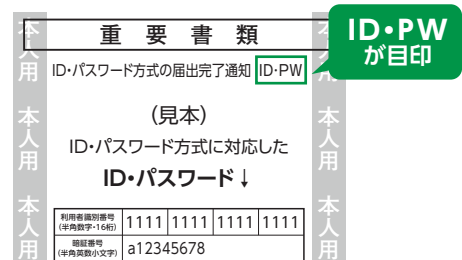 重要書類
ID・パスワード方式の届出完了通知 ID・PW
ID・PW
が目印
(見本)
ID・パスワード方式に対応した
ID・パスワード↓
利用者識別番号
(半角数字・16桁)
1111 1111 1111 1111
暗証番号
(半角英数小文字)
a12345678
本人用
本人用
本人用
本人用
本人用
本人用